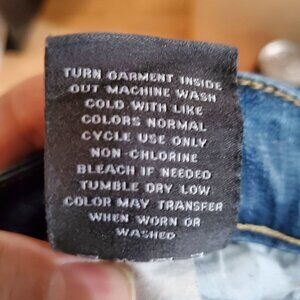 TURN GARMENT INSIDE
OUT MACHINE WASH
COLD WITH LIKE
COLORS NORMAL
CYCLE USE ONLY
NON-CHLORINE
BLEACH IF NEEDED
TUMBLE DRY LOW
COLOR MAY TRANSFER
WHEN WORN OR
WASHED